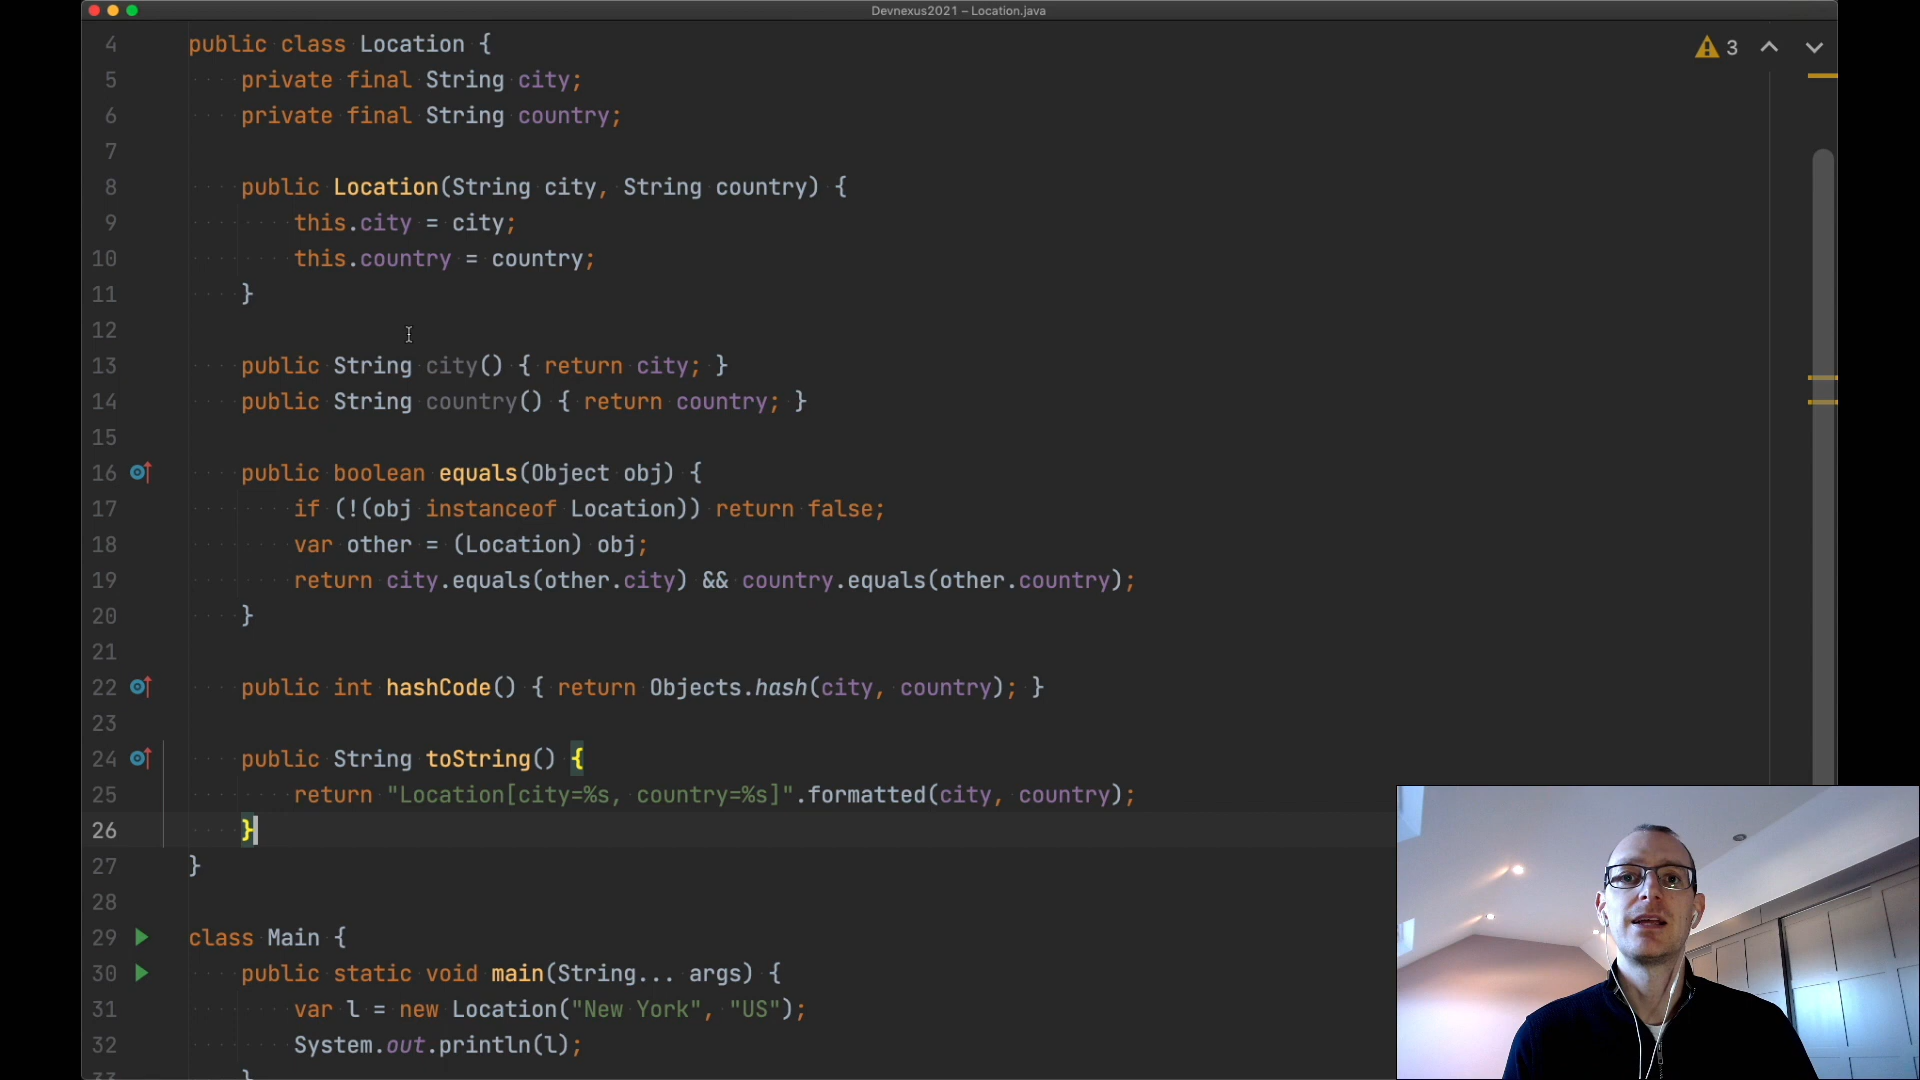 Devnexus2021 – Location.java
3
4 public class Location {
5 private final String city;
6 private final String country;
7
8 public Location(String city, String country) {
9 this.city = city;
10 this.country = country;
11 }
12
13 public String city() { return city; }
14 public String country() { return country; }
15
16 public boolean equals(Object obj) {
17 if (!(obj instanceof Location)) return false;
18 var other = (Location) obj;
19 return city.equals(other.city) && country.equals(other.country);
20 }
21
22 public int hashCode() { return Objects.hash(city, country); }
23
24 public String toString() {
25 return "Location[city=%s, country=%s]".formatted(city, country);
26 }
27 }
28
29 class Main {
30 public static void main(String... args) {
31 var l = new Location("New York", "US");
32 System.out.println(l);
33 }